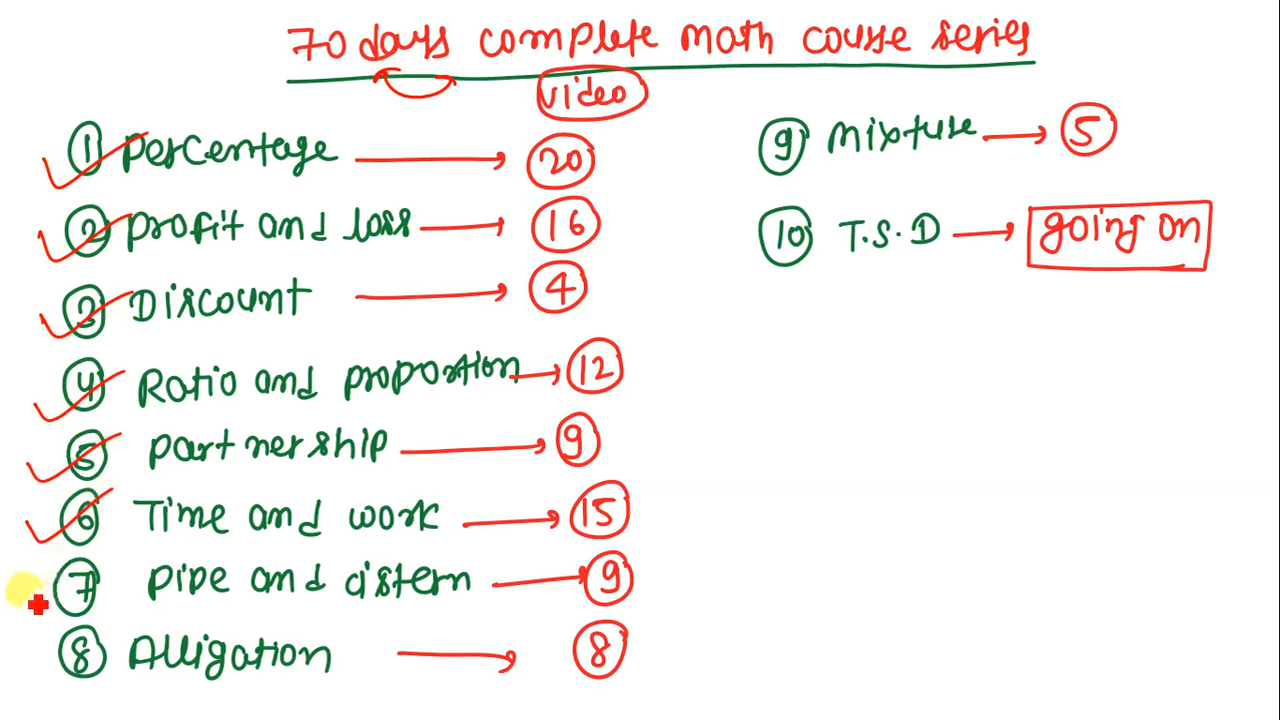 70 days complete math course series
video
① Percentage → 20
② Profit and loss → 16
③ Discount → 4
④ Ratio and proportion → 12
⑤ Partnership → 9
⑥ Time and work → 15
⑦ Pipe and cistern → 9
⑧ Alligation → 8
⑨ Mixture → 5
⑩ T.S.D → going on